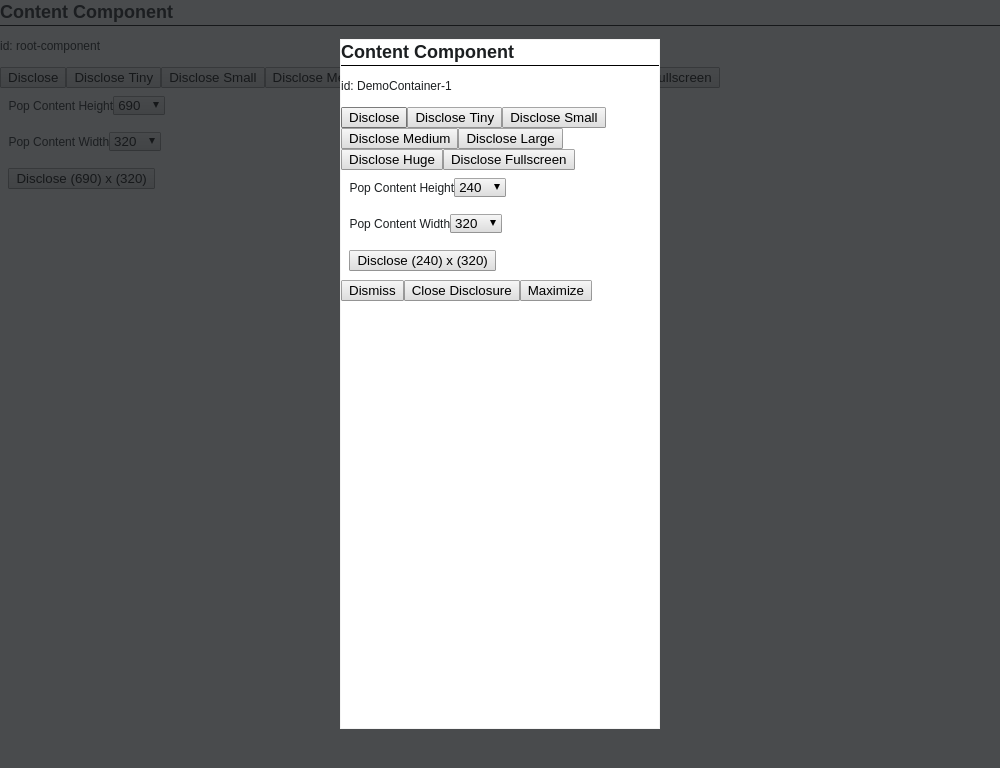 Content Component
id: root-component
Disclose Disclose Tiny Disclose Small Disclose Me ullscreen
Pop Content Height 690
Pop Content Width 320
Disclose (690) x (320)
Content Component
id: DemoContainer-1
Disclose Disclose Tiny Disclose Small
Disclose Medium Disclose Large
Disclose Huge Disclose Fullscreen
Pop Content Height 240
Pop Content Width 320
Disclose (240) x (320)
Dismiss Close Disclosure Maximize